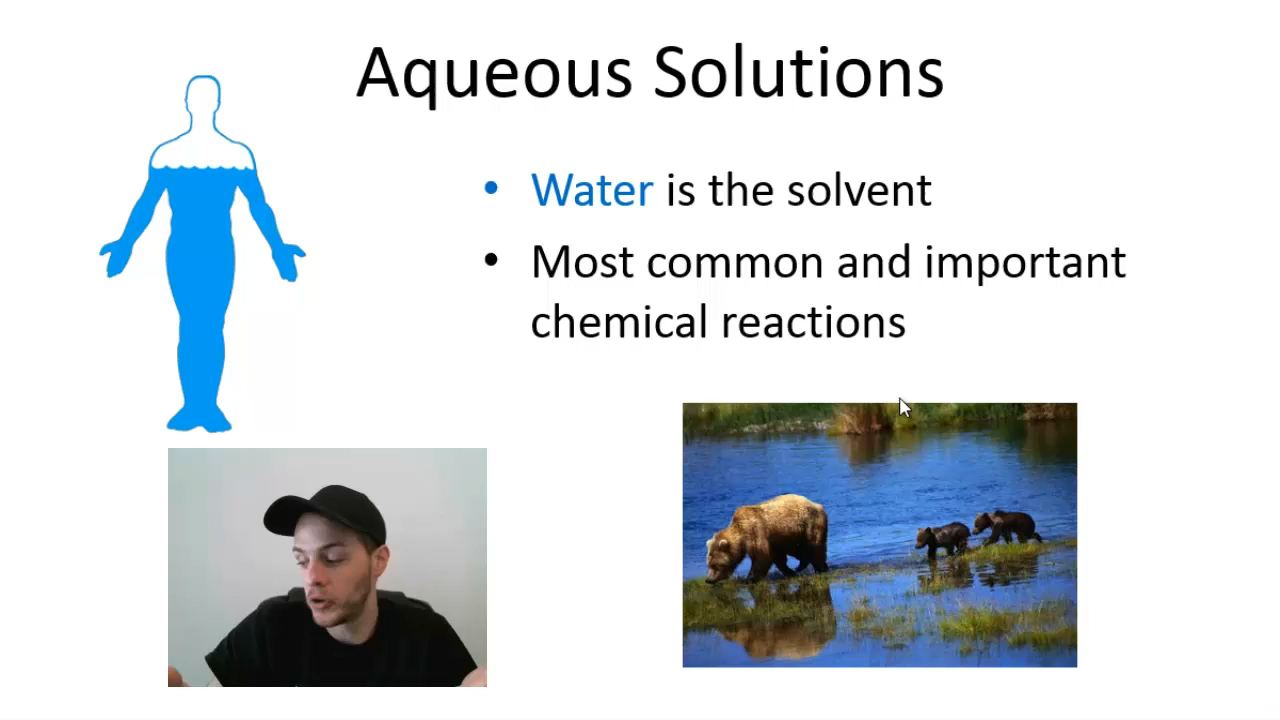 Aqueous Solutions
• Water is the solvent
• Most common and important
chemical reactions